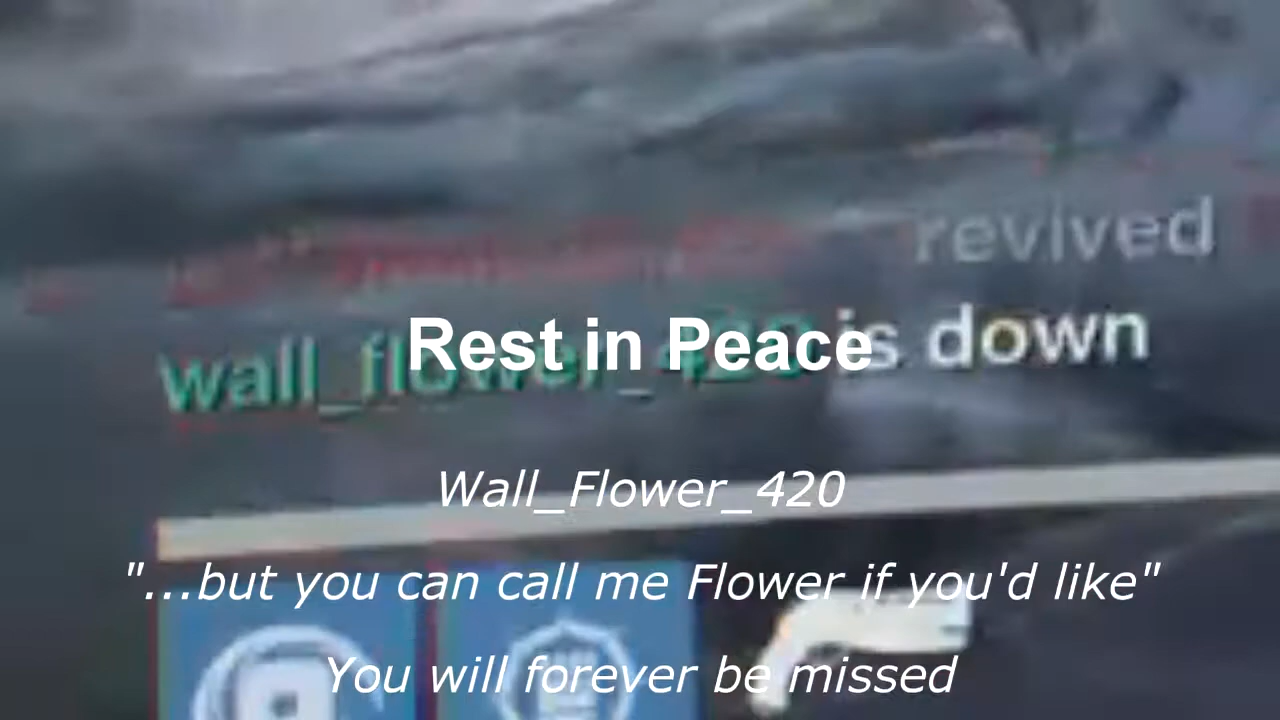 revived
wall_flower_420 is down
Rest in Peace
Wall_Flower_420
"...but you can call me Flower if you'd like"
You will forever be missed